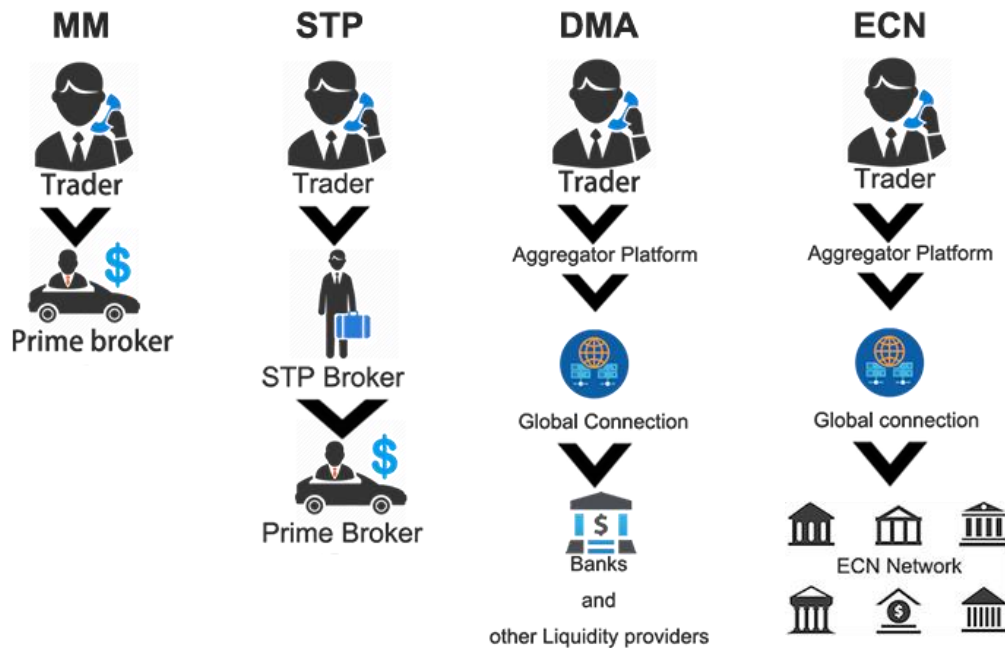 MM
Trader
Prime broker
STP
Trader
STP Broker
$
Prime Broker
DMA
Trader
Aggregator Platform
Global Connection
$
Banks
and
other Liquidity providers
ECN
Trader
Aggregator Platform
Global connection
ECN Network
$